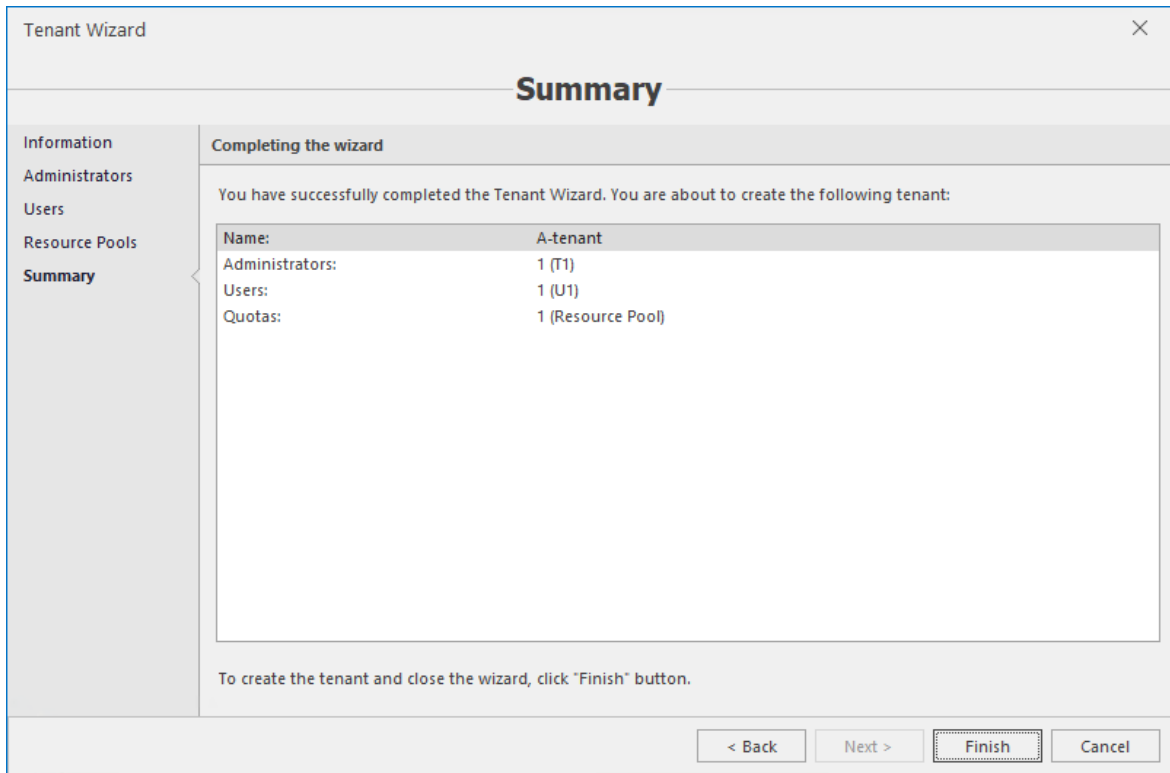 Tenant Wizard
Summary
Information
Administrators
Users
Resource Pools
Summary
Completing the wizard
You have successfully completed the Tenant Wizard. You are about to create the following tenant:
Name: A-tenant
Administrators: 1 (T1)
Users: 1 (U1)
Quotas: 1 (Resource Pool)
To create the tenant and close the wizard, click "Finish" button.
< Back Next > Finish Cancel